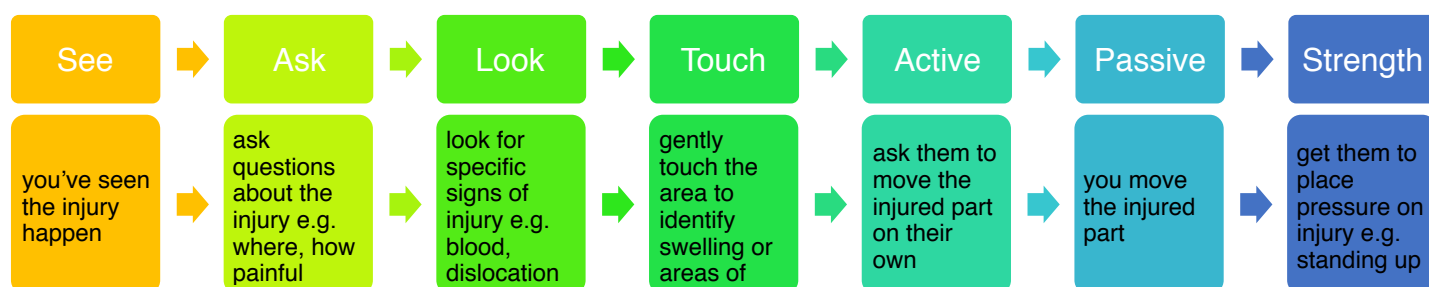 See
Ask
Look
Touch
Active
Passive
Strength
you’ve seen
the injury
happen
ask
questions
about the
injury e.g.
where, how
painful
look for
specific
signs of
injury e.g.
blood,
dislocation
gently
touch the
area to
identify
swelling or
areas of
ask them to
move the
injured part
on their
own
you move
the injured
part
get them to
place
pressure on
injury e.g.
standing up